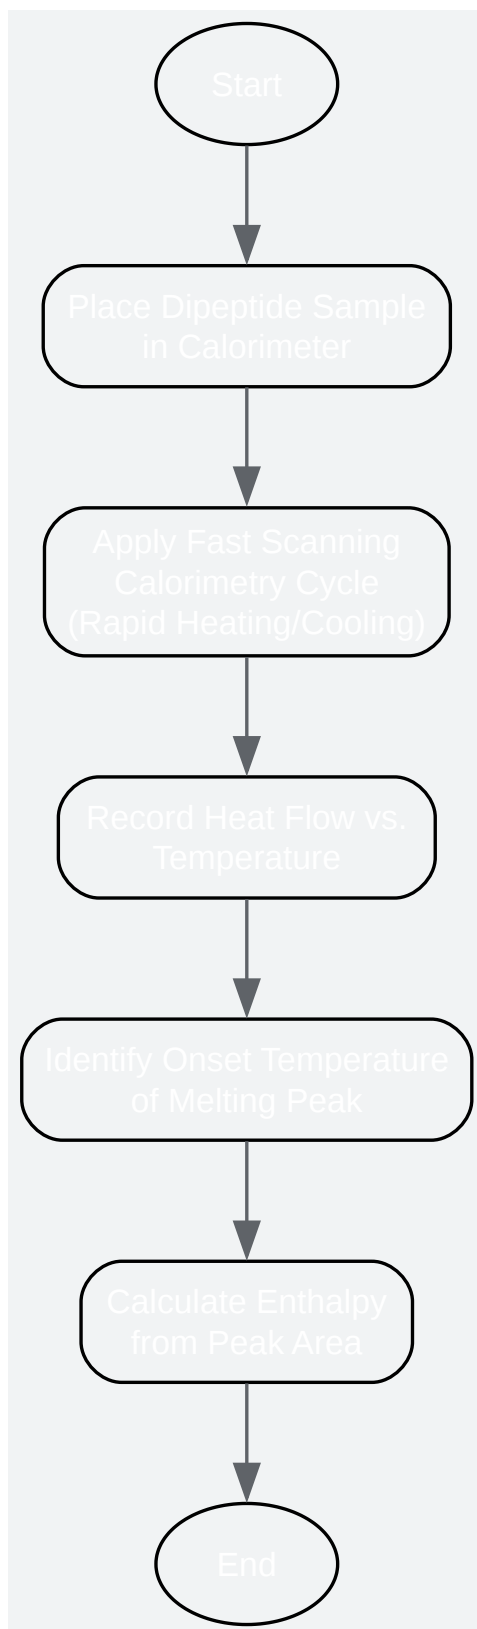 Start
Place Dipeptide Sample
in Calorimeter
Apply Fast Scanning
Calorimetry Cycle
(Rapid Heating/Cooling)
Record Heat Flow vs.
Temperature
Identify Onset Temperature
of Melting Peak
Calculate Enthalpy
from Peak Area
End